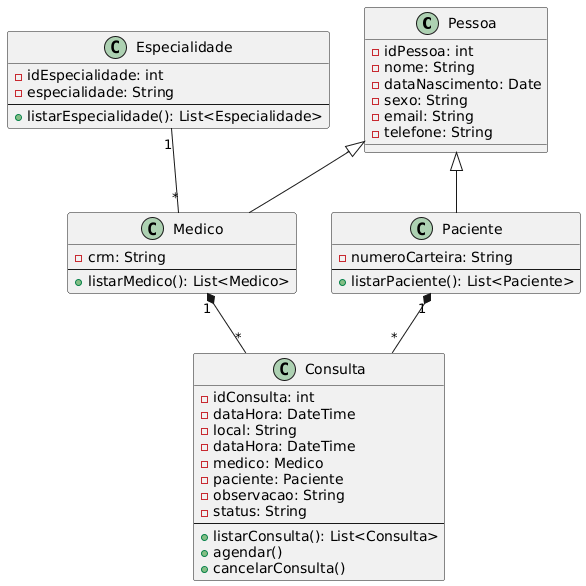 C Pessoa
idPessoa: int
nome: String
dataNascimento: Date
sexo: String
email: String
telefone: String
C Especialidade
idEspecialidade: int
especialidade: String
listarEspecialidade(): List<Especialidade>
1
*
C Medico
crm: String
listarMedico(): List<Medico>
C Paciente
numeroCarteira: String
listarPaciente(): List<Paciente>
1
1
*
*
C Consulta
idConsulta: int
dataHora: DateTime
local: String
dataHora: DateTime
medico: Medico
paciente: Paciente
observacao: String
status: String
listarConsulta(): List<Consulta>
agendar()
cancelarConsulta()